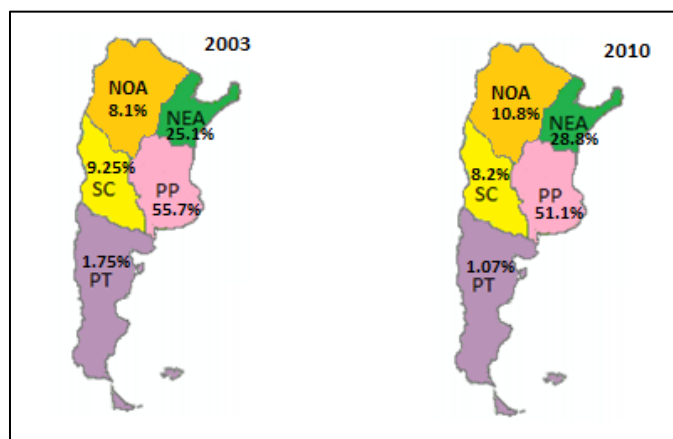 2003
NOA
8.1%
NEA
25.1%
9.25%
SC
PP
55.7%
1.75%
PT
2010
NOA
10.8%
NEA
28.8%
8.2%
SC
PP
51.1%
1.07%
PT